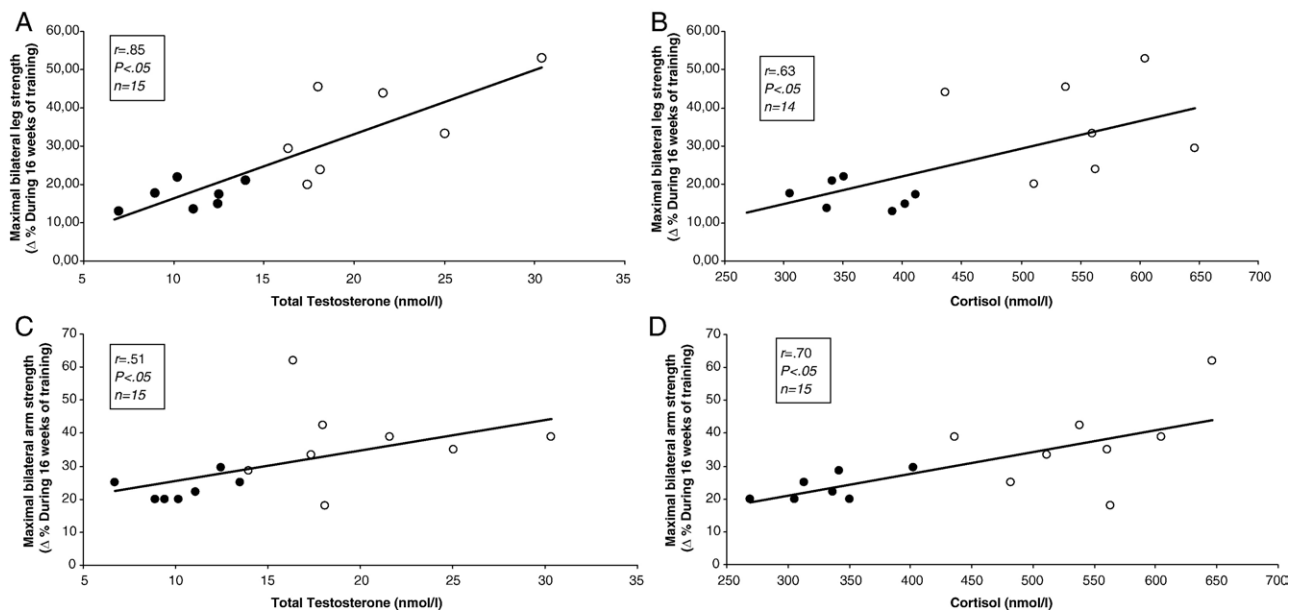 A
Maximal bilateral leg strength
(Δ % During 16 weeks of training)
60,00
50,00
40,00
30,00
20,00
10,00
0,00
r=.85
P<.05
n=15
5
10
15
20
25
30
35
Total Testosterone (nmol/l)
B
Maximal bilateral leg strength
(Δ % During 16 weeks of training)
60,00
50,00
40,00
30,00
20,00
10,00
0,00
r=.63
P<.05
n=14
250
300
350
400
450
500
550
600
650
700
Cortisol (nmol/l)
C
Maximal bilateral arm strength
(Δ % During 16 weeks of training)
70
60
50
40
30
20
10
0
r=.51
P<.05
n=15
5
10
15
20
25
30
35
Total Testosterone (nmol/l)
D
Maximal bilateral arm strength
(Δ % During 16 weeks of training)
70
60
50
40
30
20
10
0
r=.70
P<.05
n=15
250
300
350
400
450
500
550
600
650
700
Cortisol (nmol/l)